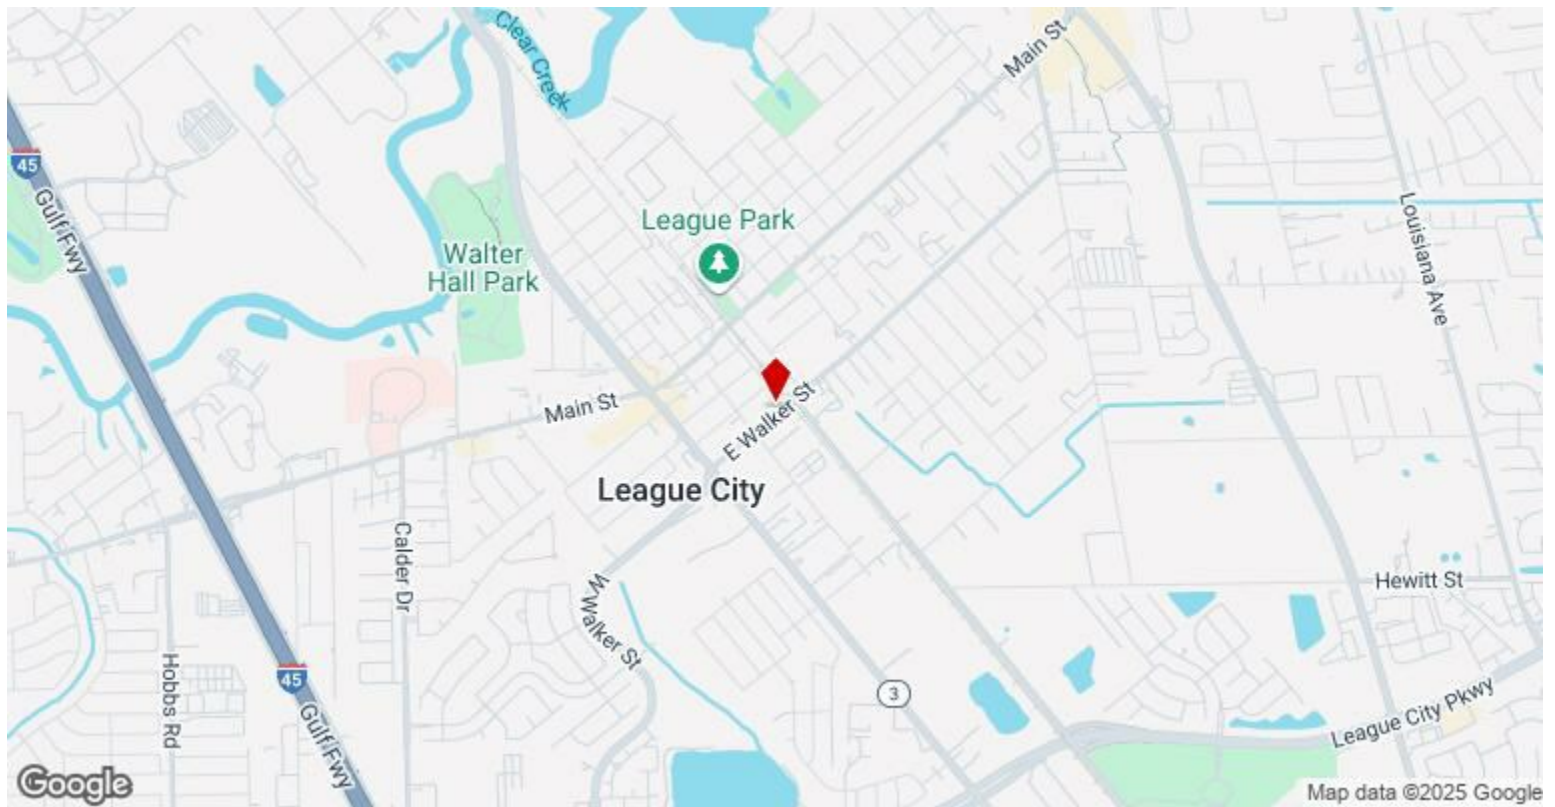 Clear Creek
Main St
45
Gulf Fwy
League Park
Walter
Hall Park
Louisiana Ave
Main St
E Walker St
League City
Calder Dr
W Walker St
Hewitt St
Hobbs Rd
45
Gulf Fwy
3
League City Pkwy
Google
Map data ©2025 Google